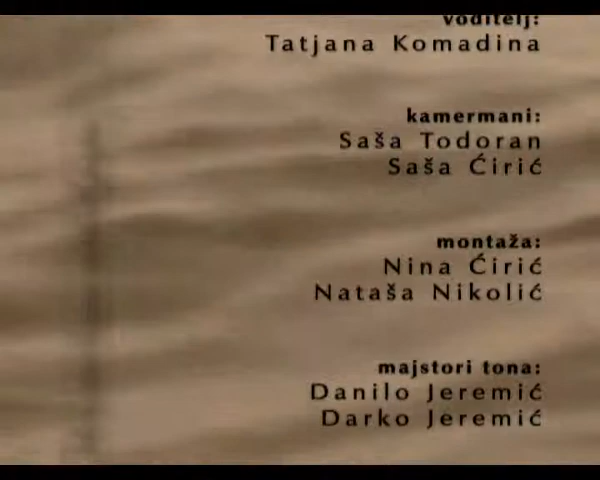 voditelj:
Tatjana Komadina
kamermani:
Saša Todoran
Saša Ćirić
montaža:
Nina Ćirić
Nataša Nikolić
majstori tona:
Danilo Jeremić
Darko Jeremić